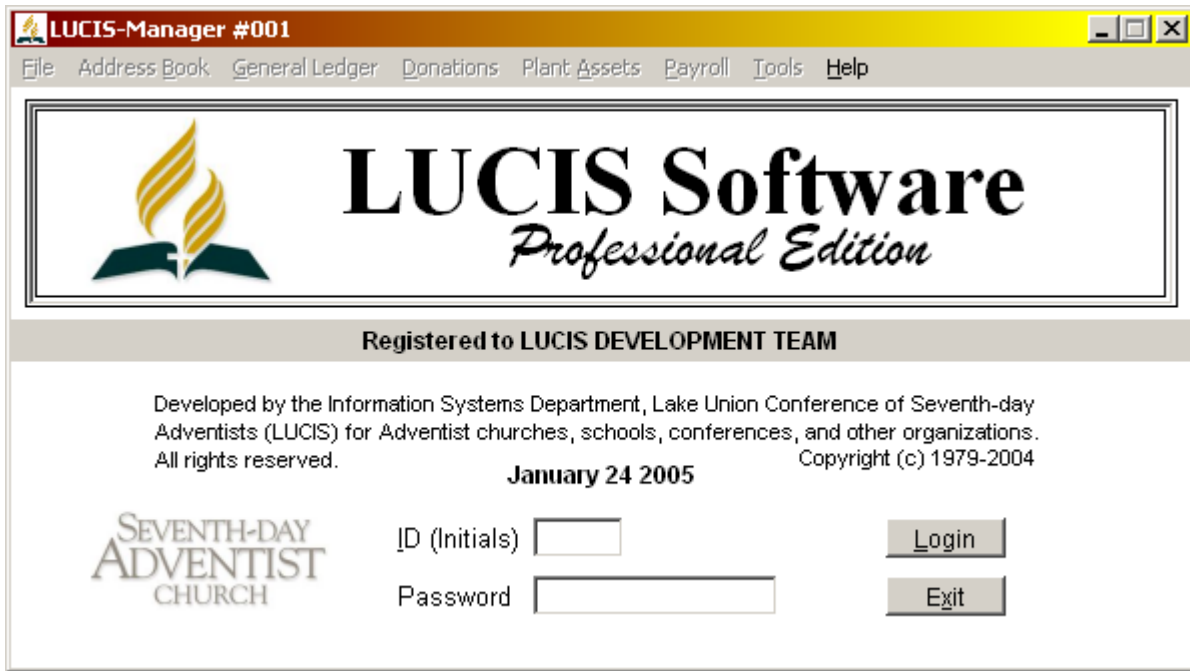 LUCIS-Manager #001
File Address Book General Ledger Donations Plant Assets Payroll Tools Help
LUCIS Software
Professional Edition
Registered to LUCIS DEVELOPMENT TEAM
Developed by the Information Systems Department, Lake Union Conference of Seventh-day
Adventists (LUCIS) for Adventist churches, schools, conferences, and other organizations.
All rights reserved.
Copyright (c) 1979-2004
January 24 2005
SEVENTH-DAY
ADVENTIST
CHURCH
ID (Initials)
Login
Password
Exit